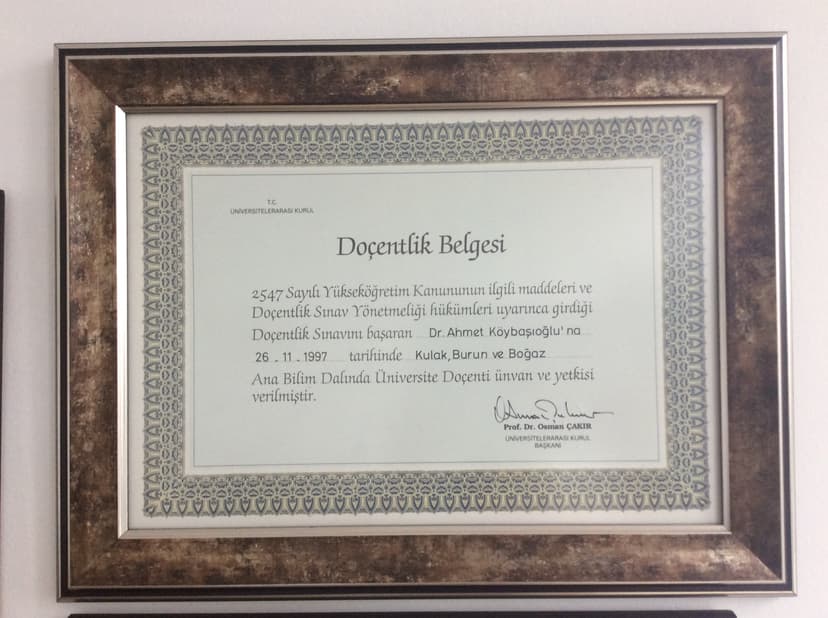 T.C.
ÜNİVERSİTELERARASI KURUL
Doçentlik Belgesi
2547 Sayılı Yükseköğretim Kanununun ilgili maddeleri ve
Doçentlik Sınav Yönetmeliği hükümleri uyarınca girdiği
Doçentlik Sınavını başaran Dr. Ahmet Köybaşıoğlu' na
26 - 11 - 1997 tarihinde Kulak, Burun ve Boğaz
Ana Bilim Dalında Üniversite Doçenti ünvan ve yetkisi
verilmiştir.
Prof. Dr. Osman ÇAKIR
ÜNİVERSİTELERARASI KURUL
BAŞKANI